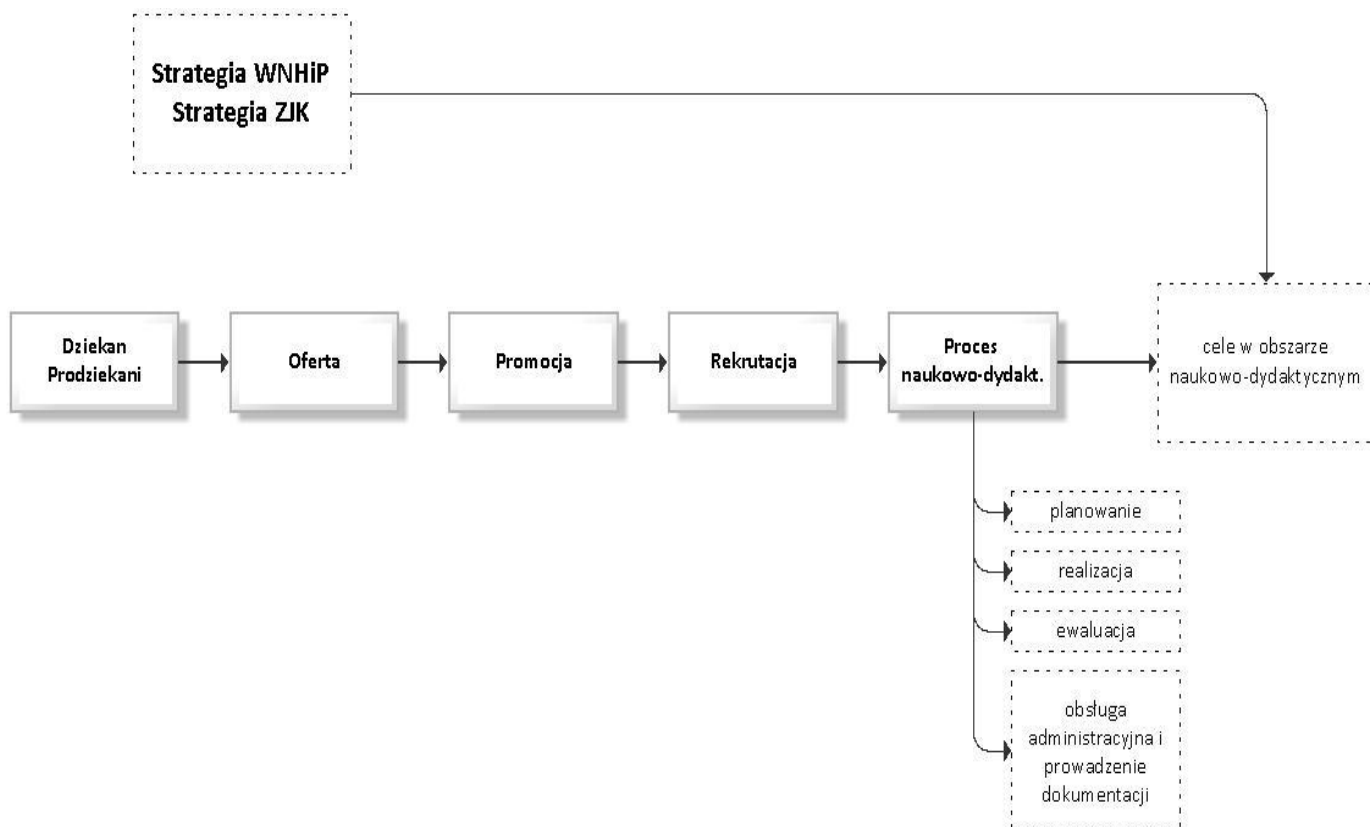 Strategia WNHiP
Strategia ZJK
Dziekan
Prodziekani
Oferta
Promocja
Rekrutacja
Proces
naukowo-dydakt.
cele w obszarze
naukowo-dydaktycznym
planowanie
realizacja
ewaluacja
obsługa
administracyjna i
prowadzenie
dokumentacji